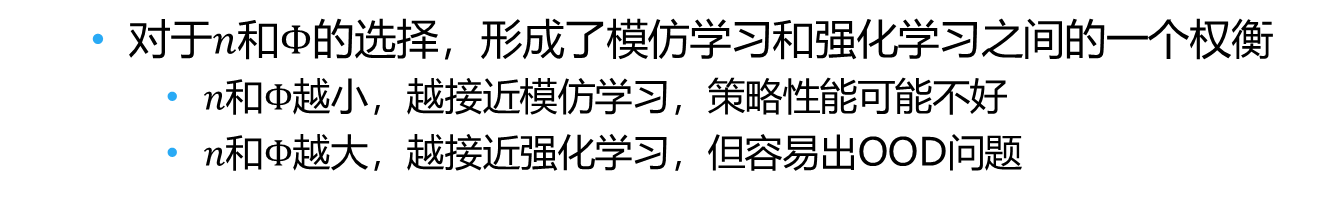 • 对于n和Φ的选择，形成了模仿学习和强化学习之间的一个权衡
• n和Φ越小，越接近模仿学习，策略性能可能不好
• n和Φ越大，越接近强化学习，但容易出OOD问题